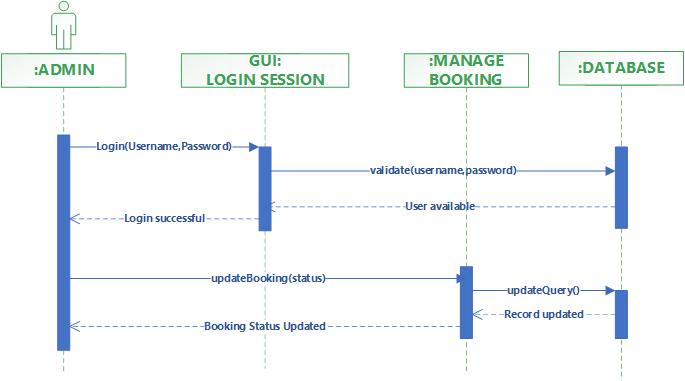 :ADMIN
GUI:
LOGIN SESSION
:MANAGE
BOOKING
:DATABASE
Login(Username,Password)
validate(username,password)
User available
Login successful
updateBooking(status)
updateQuery()
Record updated
Booking Status Updated